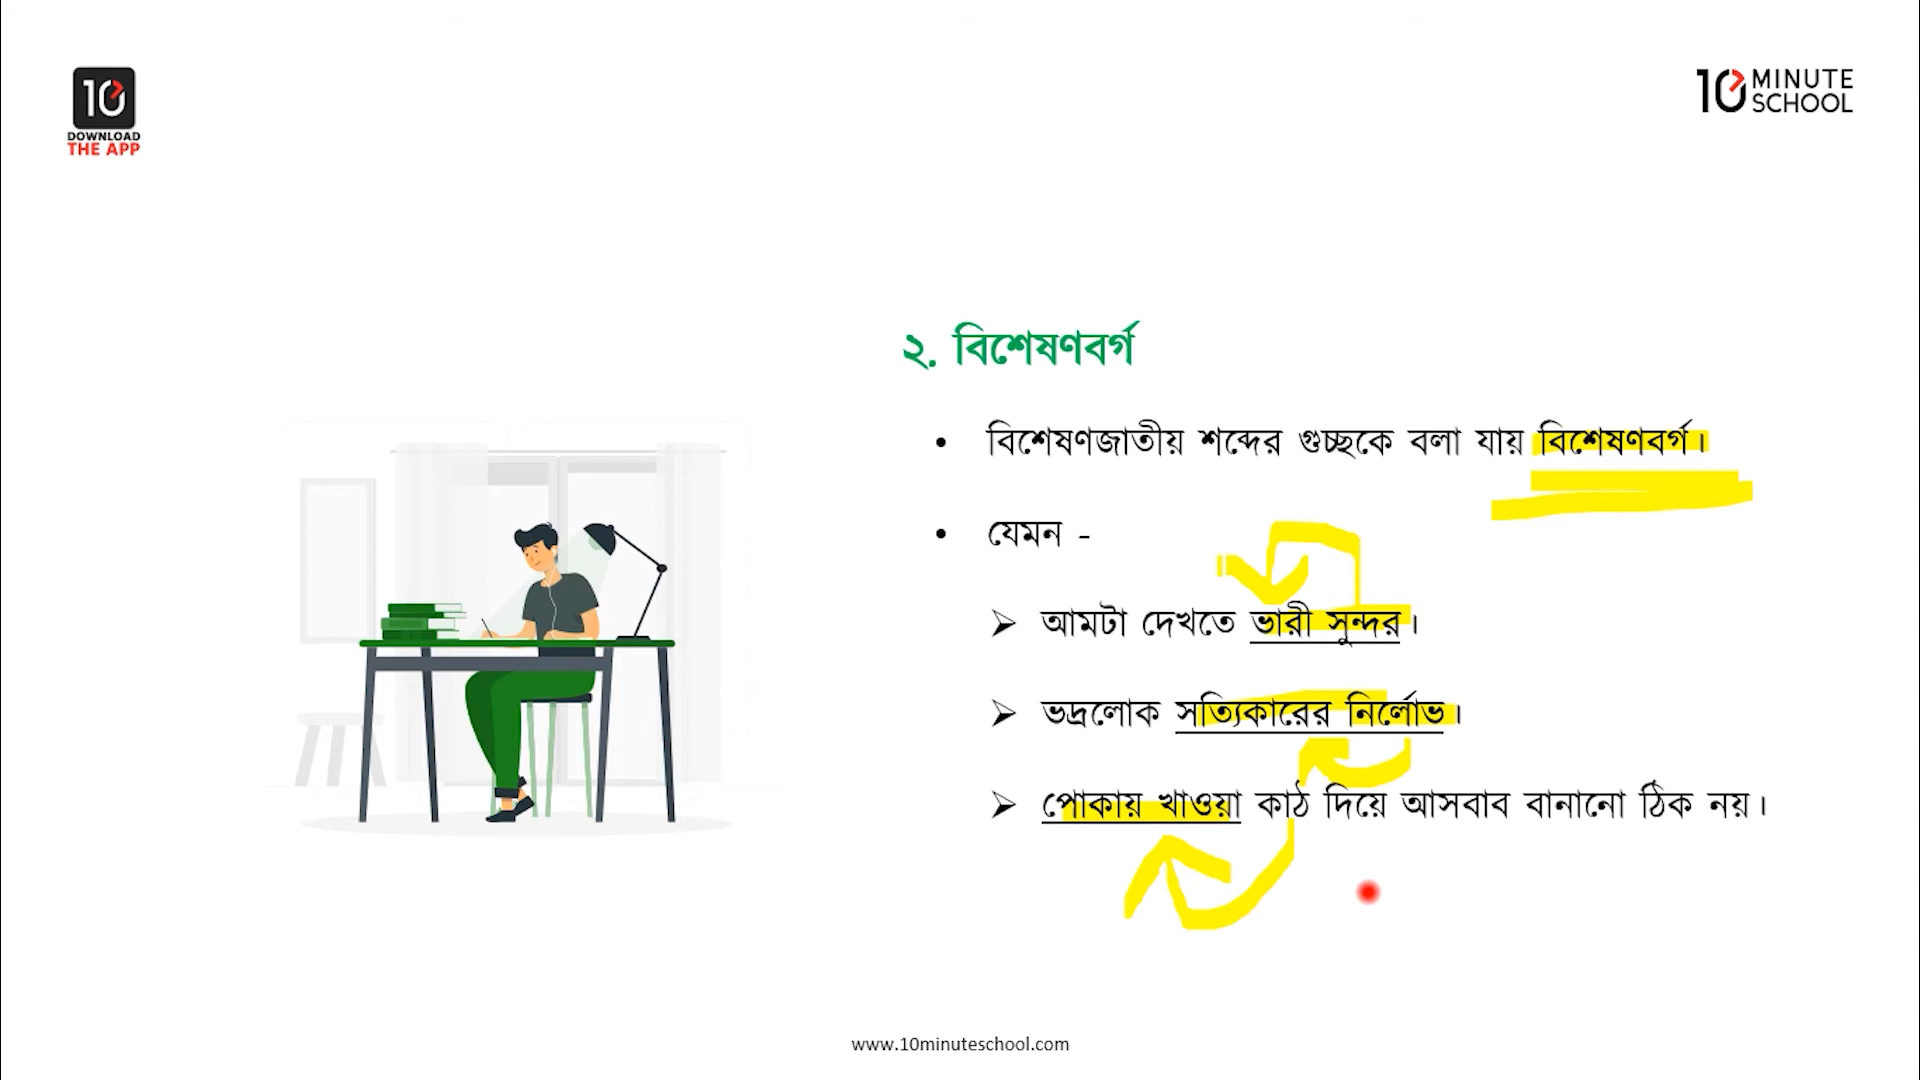 10
DOWNLOAD
THE APP
10 MINUTE
SCHOOL
২. বিশেষণবর্গ
• বিশেষণজাতীয় শব্দের গুচ্ছকে বলা যায় বিশেষণবর্গ।
• যেমন -
➢ আমটা দেখতে ভারী সুন্দর।
➢ ভদ্রলোক সত্যিকারের নির্লোভ।
➢ পোকায় খাওয়া কাঠ দিয়ে আসবাব বানানো ঠিক নয়।
www.10minuteschool.com